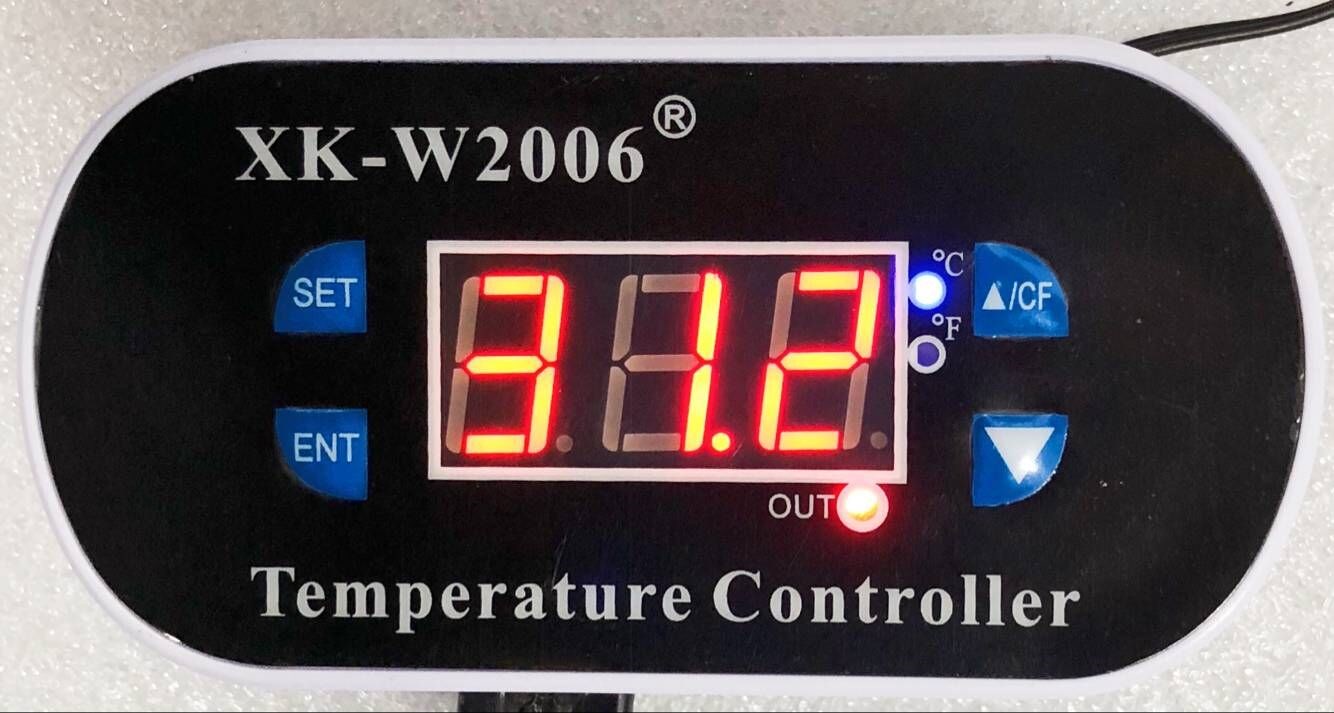 XK-W2006®
SET
31.2
°C
▲/CF
°F
ENT
▼
OUT
Temperature Controller